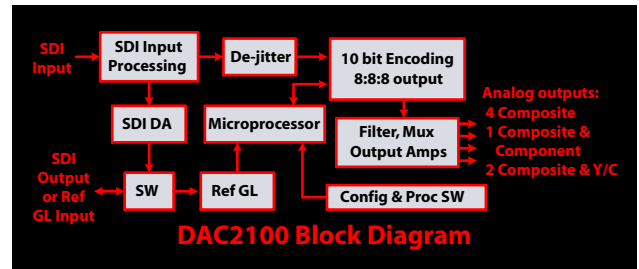 SDI
Input
SDI Input
Processing
De-jitter
10 bit Encoding
8:8:8 output
SDI DA
Microprocessor
Filter, Mux
Output Amps
Analog outputs:
4 Composite
1 Composite &
Component
2 Composite & Y/C
SDI
Output
or Ref
GL Input
SW
Ref GL
Config & Proc SW
DAC2100 Block Diagram